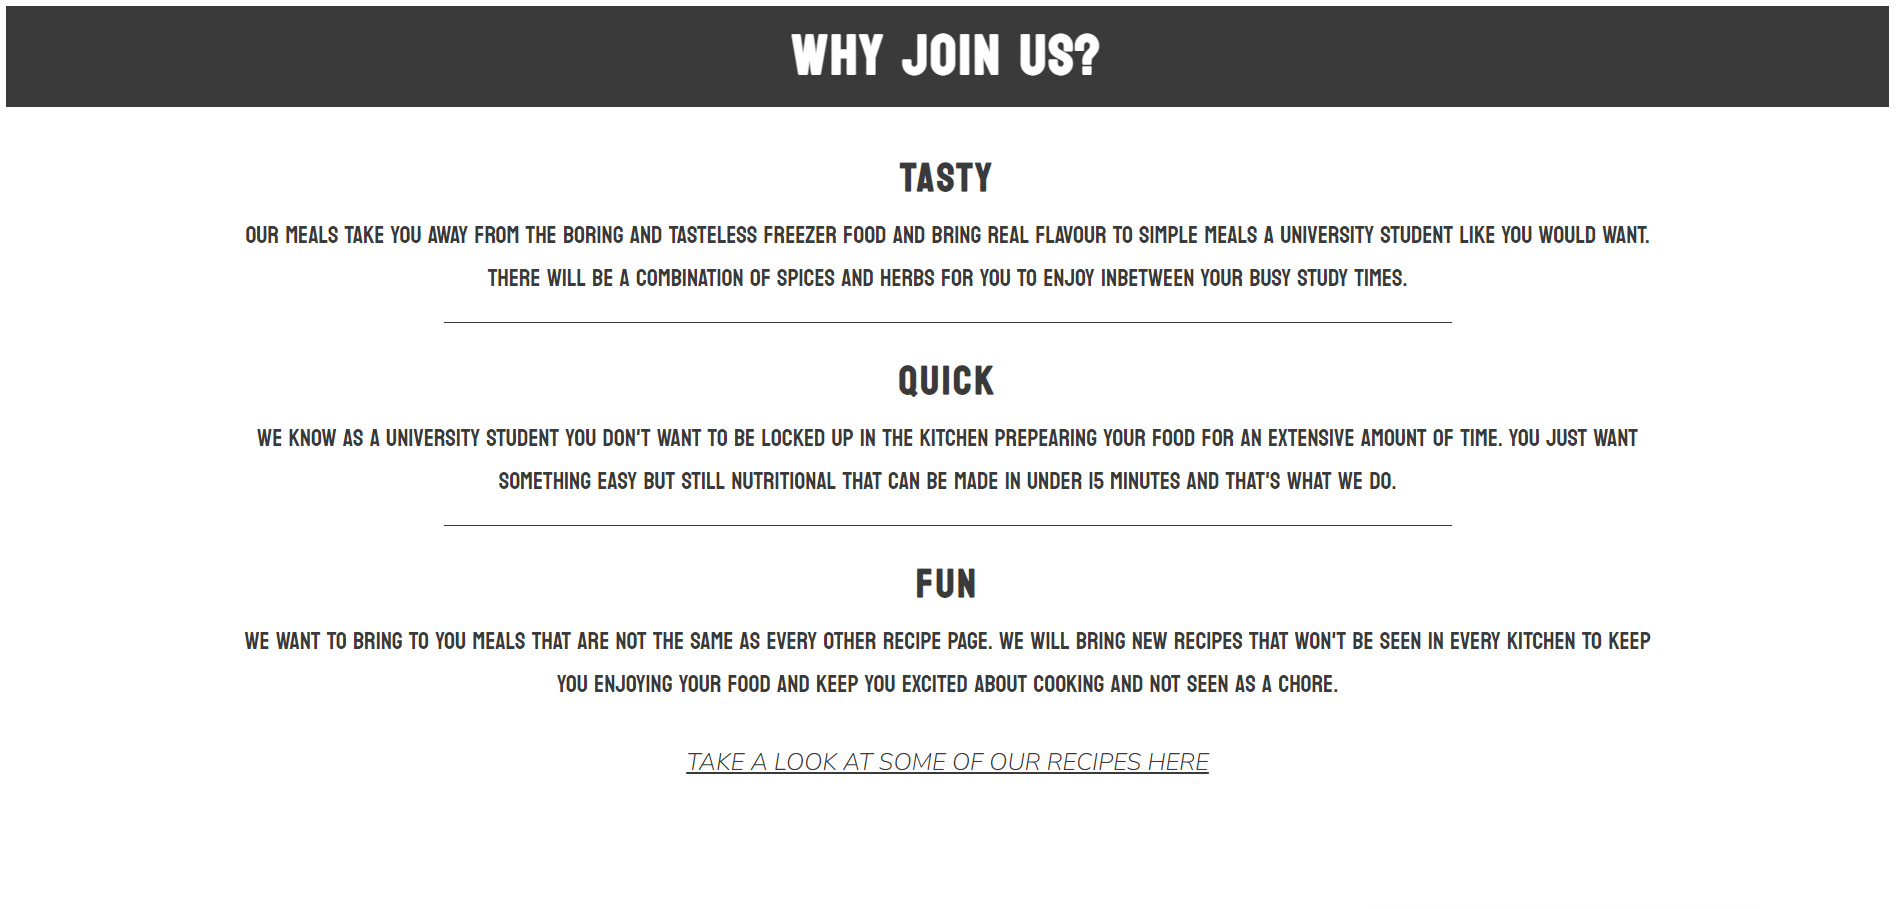 WHY JOIN US?
TASTY
OUR MEALS TAKE YOU AWAY FROM THE BORING AND TASTELESS FREEZER FOOD AND BRING REAL FLAVOUR TO SIMPLE MEALS A UNIVERSITY STUDENT LIKE YOU WOULD WANT.
THERE WILL BE A COMBINATION OF SPICES AND HERBS FOR YOU TO ENJOY INBETWEEN YOUR BUSY STUDY TIMES.
QUICK
WE KNOW AS A UNIVERSITY STUDENT YOU DON'T WANT TO BE LOCKED UP IN THE KITCHEN PREPEARING YOUR FOOD FOR AN EXTENSIVE AMOUNT OF TIME. YOU JUST WANT
SOMETHING EASY BUT STILL NUTRITIONAL THAT CAN BE MADE IN UNDER 15 MINUTES AND THAT'S WHAT WE DO.
FUN
WE WANT TO BRING TO YOU MEALS THAT ARE NOT THE SAME AS EVERY OTHER RECIPE PAGE. WE WILL BRING NEW RECIPES THAT WON'T BE SEEN IN EVERY KITCHEN TO KEEP
YOU ENJOYING YOUR FOOD AND KEEP YOU EXCITED ABOUT COOKING AND NOT SEEN AS A CHORE.
TAKE A LOOK AT SOME OF OUR RECIPES HERE